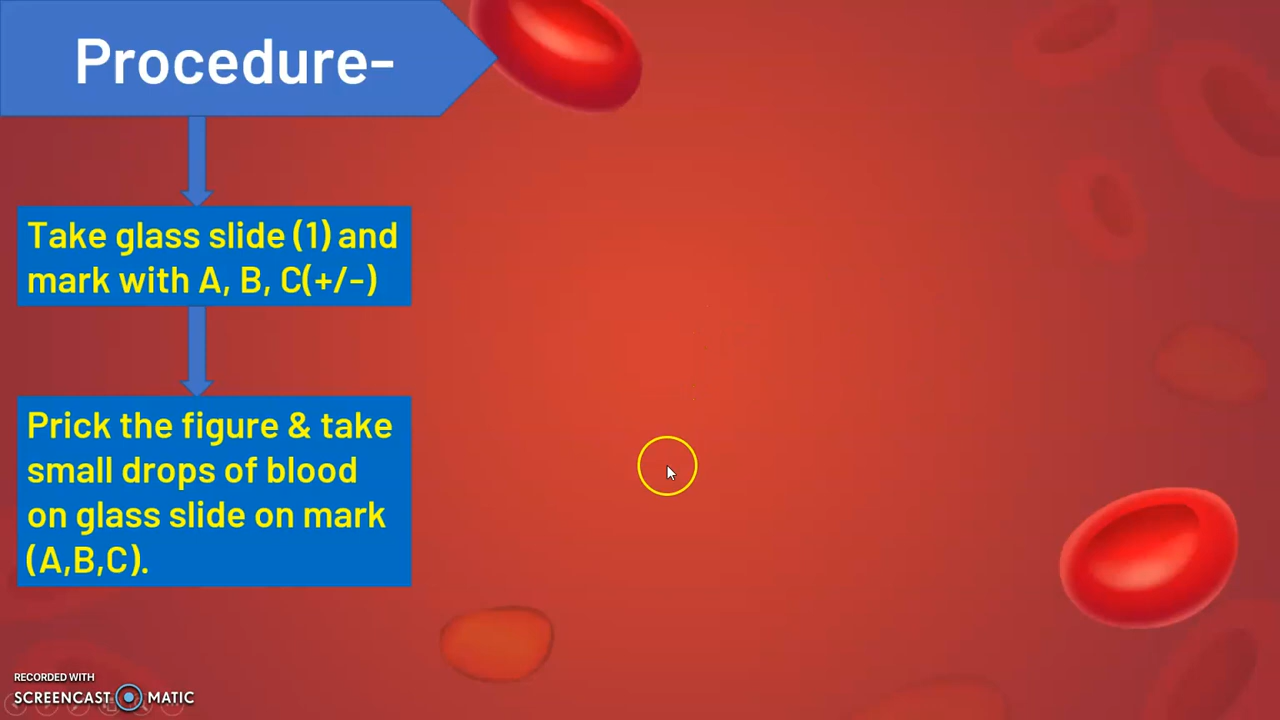 Procedure-
Take glass slide (1) and
mark with A, B, C(+/-)
Prick the figure & take
small drops of blood
on glass slide on mark
(A,B,C).
RECORDED WITH
SCREENCAST MATIC